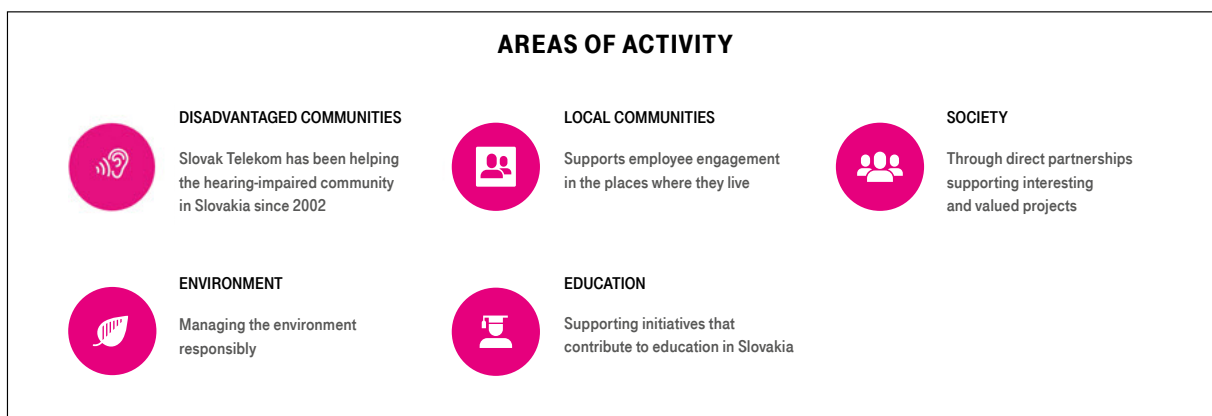 AREAS OF ACTIVITY
DISADVANTAGED COMMUNITIES
Slovak Telekom has been helping
the hearing-impaired community
in Slovakia since 2002
LOCAL COMMUNITIES
Supports employee engagement
in the places where they live
SOCIETY
Through direct partnerships
supporting interesting
and valued projects
ENVIRONMENT
Managing the environment
responsibly
EDUCATION
Supporting initiatives that
contribute to education in Slovakia